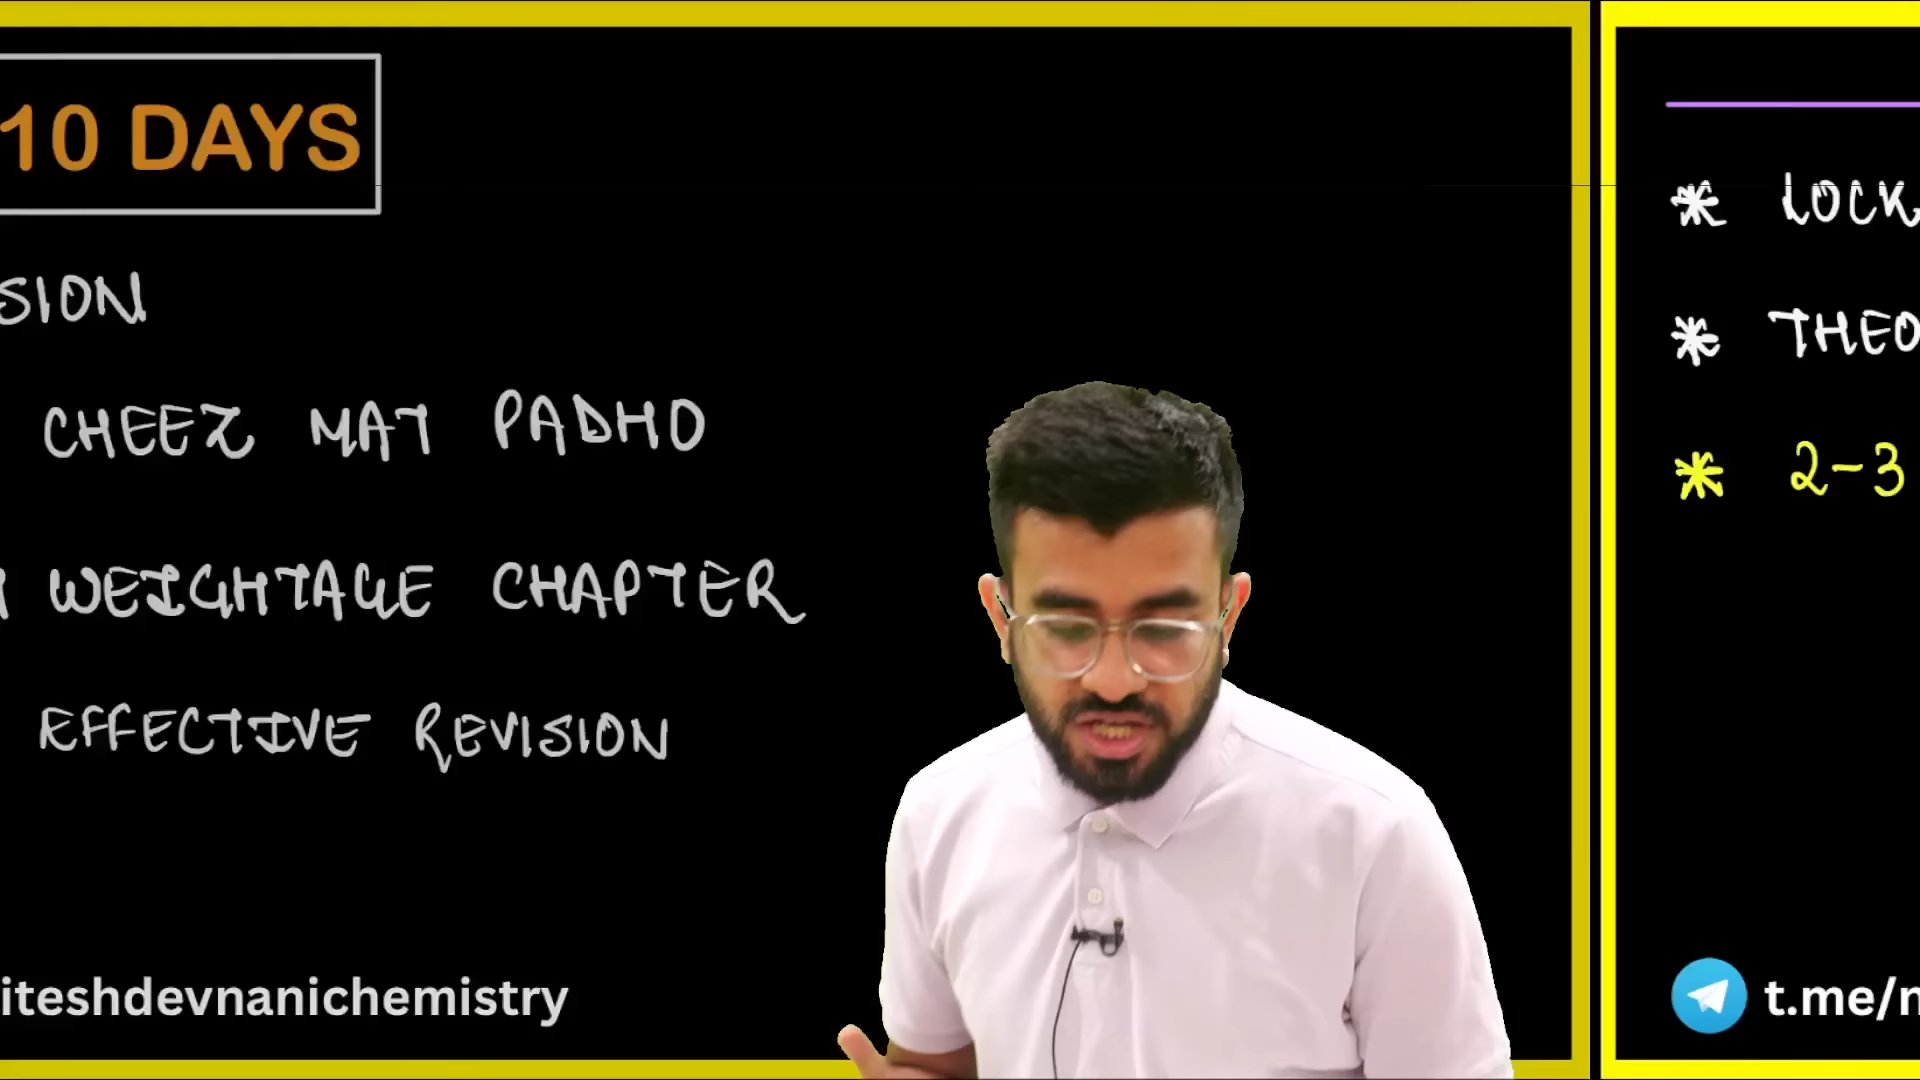 10 DAYS
SION
CHEEZ MAT PADHO
WEIGHTAGE CHAPTER
EFFECTIVE REVISION
iteshdevnanichemistry
* LOCK
* THEO
* 2-3
t.me/n